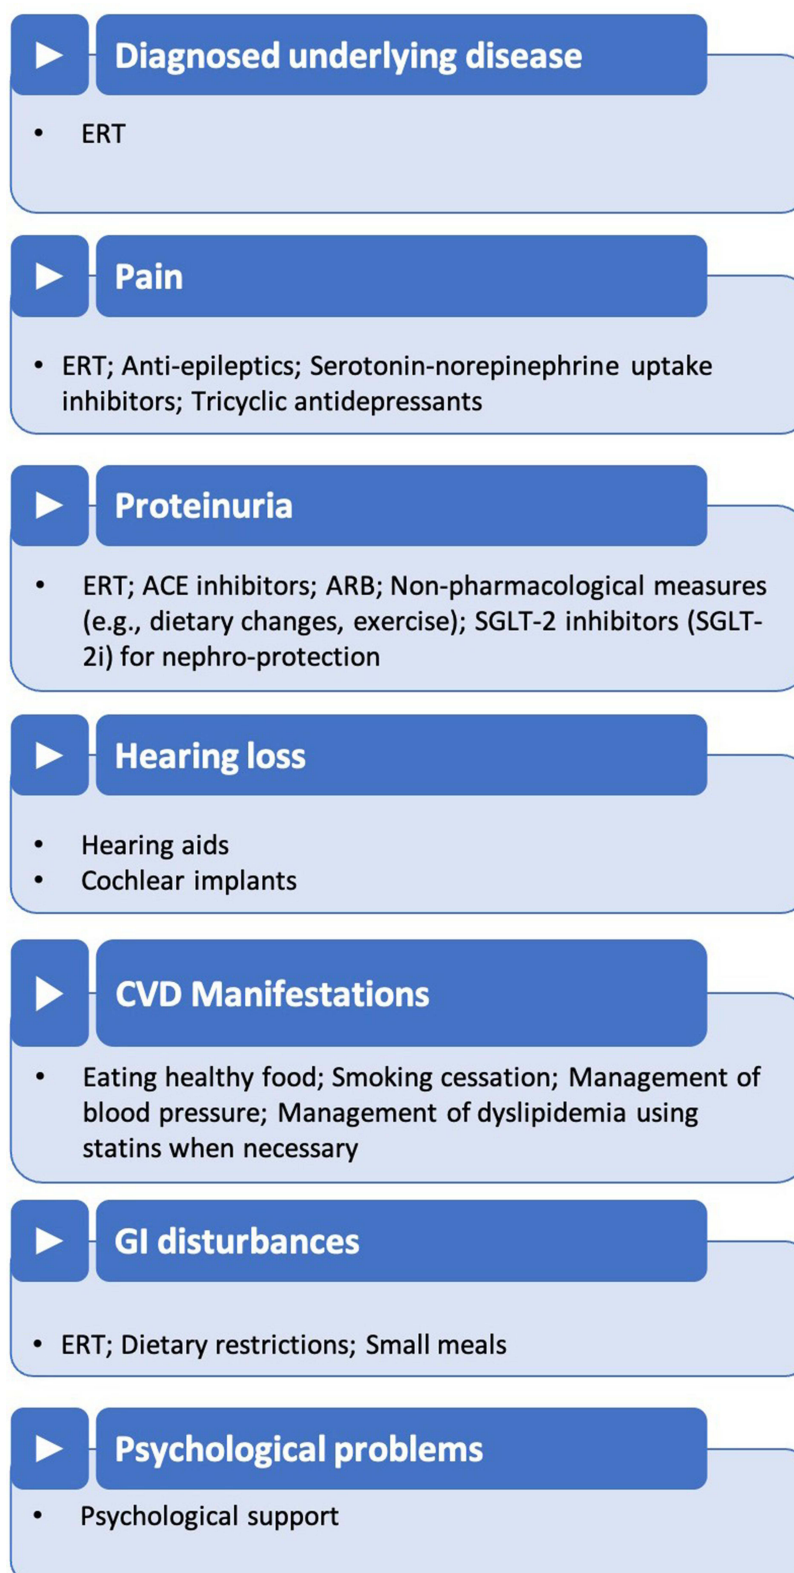 Diagnosed underlying disease
• ERT
Pain
• ERT; Anti-epileptics; Serotonin-norepinephrine uptake
inhibitors; Tricyclic antidepressants
Proteinuria
• ERT; ACE inhibitors; ARB; Non-pharmacological measures
(e.g., dietary changes, exercise); SGLT-2 inhibitors (SGLT-
2i) for nephro-protection
Hearing loss
• Hearing aids
• Cochlear implants
CVD Manifestations
• Eating healthy food; Smoking cessation; Management of
blood pressure; Management of dyslipidemia using
statins when necessary
GI disturbances
• ERT; Dietary restrictions; Small meals
Psychological problems
• Psychological support